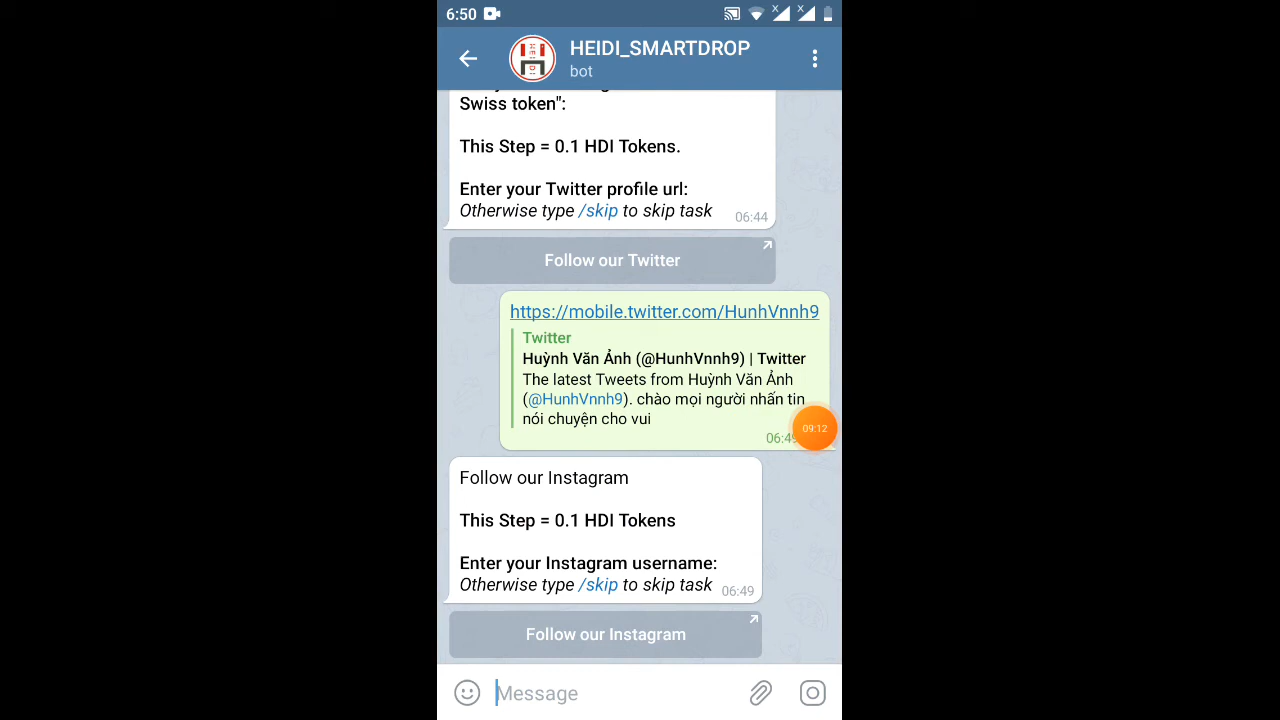 6:50
HEIDI_SMARTDROP
bot
Swiss token":
This Step = 0.1 HDI Tokens.
Enter your Twitter profile url:
Otherwise type /skip to skip task
06:44
Follow our Twitter
https://mobile.twitter.com/HunhVnnh9
Twitter
Huỳnh Văn Ảnh (@HunhVnnh9) | Twitter
The latest Tweets from Huỳnh Văn Ảnh
(@HunhVnnh9). chào mọi người nhấn tin
nói chuyện cho vui
09:12
Follow our Instagram
This Step = 0.1 HDI Tokens
Enter your Instagram username:
Otherwise type /skip to skip task
06:49
Follow our Instagram
Message